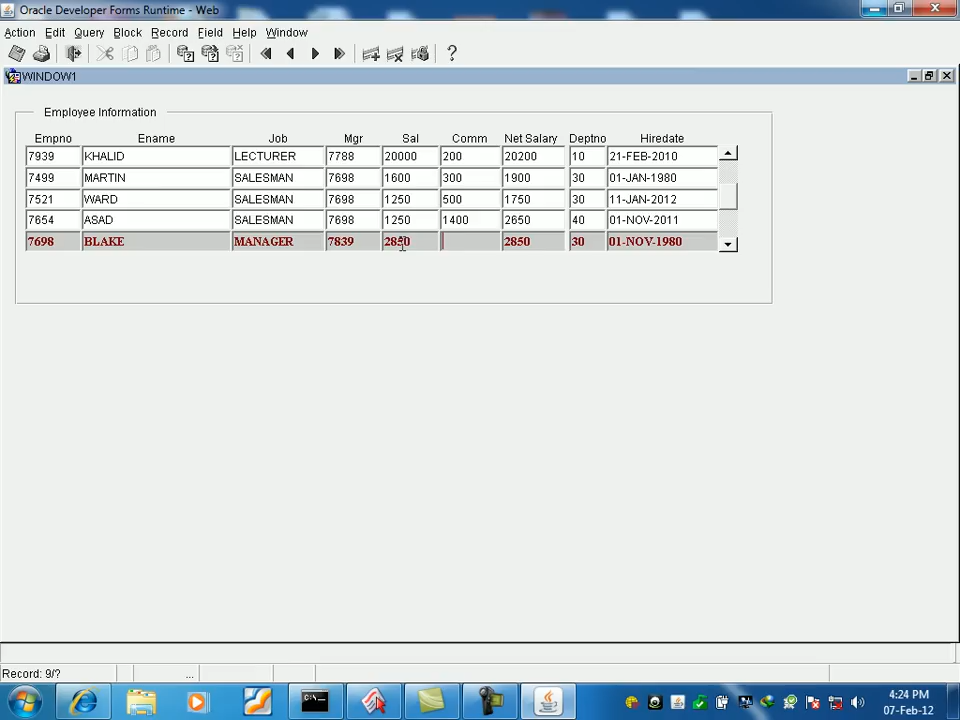 Oracle Developer Forms Runtime - Web
Action Edit Query Block Record Field Help Window
WINDOW1
Employee Information
Empno Ename Job Mgr Sal Comm Net Salary Deptno Hiredate
7939 KHALID LECTURER 7788 20000 200 20200 10 21-FEB-2010
7499 MARTIN SALESMAN 7698 1600 300 1900 30 01-JAN-1980
7521 WARD SALESMAN 7698 1250 500 1750 30 11-JAN-2012
7654 ASAD SALESMAN 7698 1250 1400 2650 40 01-NOV-2011
7698 BLAKE MANAGER 7839 2850 2850 30 01-NOV-1980
Record: 9/? ...
4:24 PM
07-Feb-12